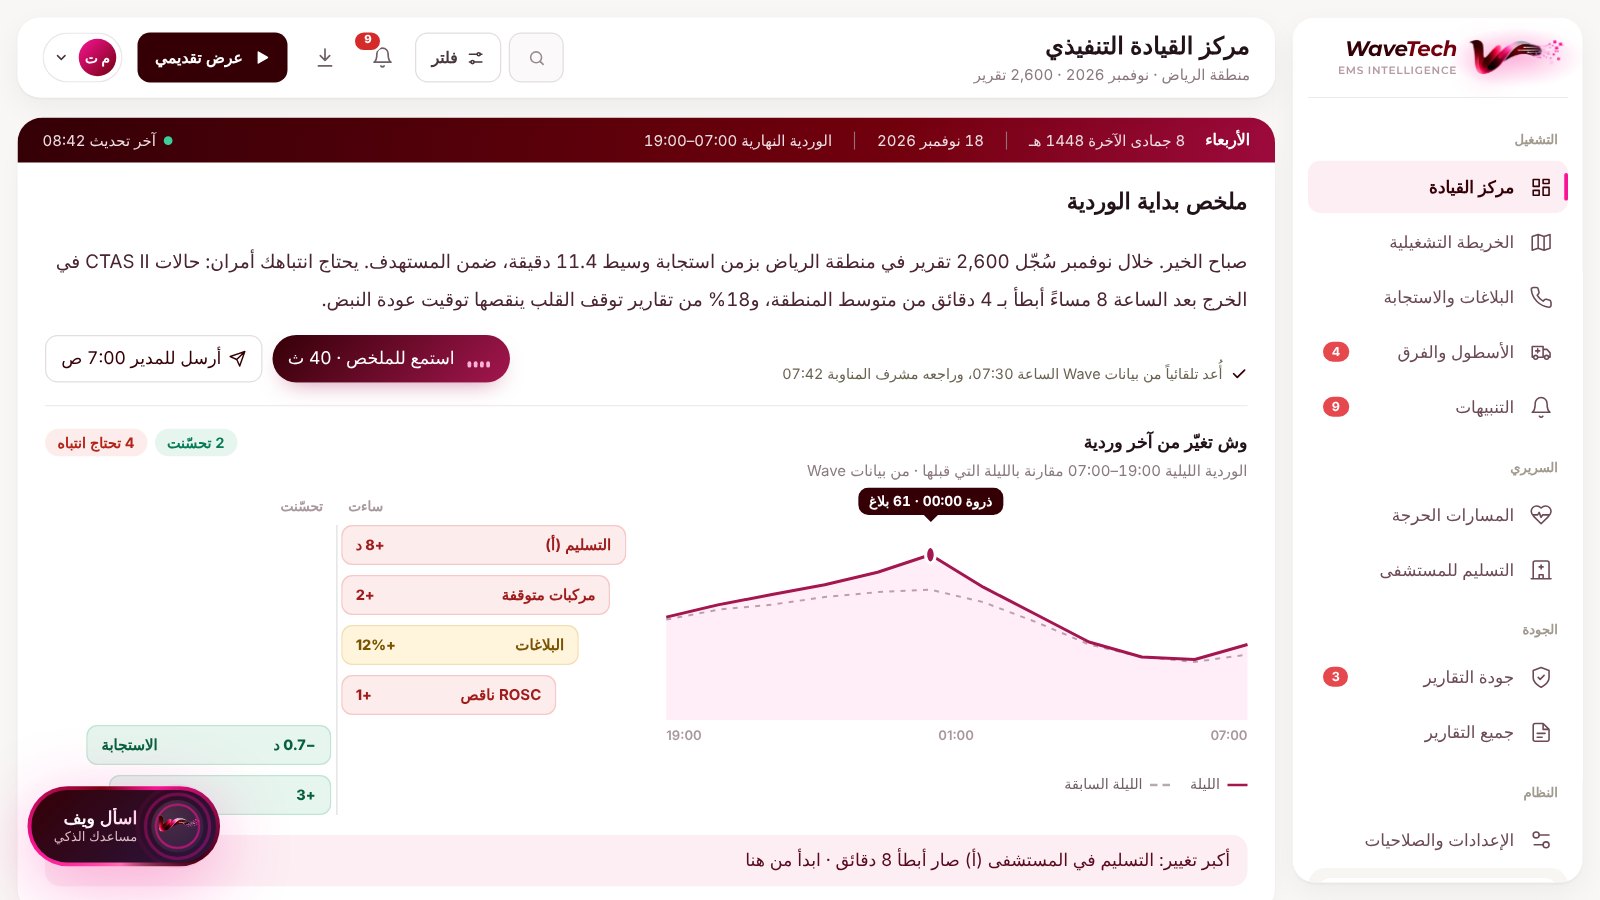 WaveTech
EMS INTELLIGENCE
التشغيل
مركز القيادة
الخريطة التشغيلية
البلاغات والاستجابة
الأسطول والفرق
4
التنبيهات
9
السريري
المسارات الحرجة
التسليم للمستشفى
الجودة
جودة التقارير
3
جميع التقارير
النظام
الإعدادات والصلاحيات
مركز القيادة التنفيذي
منطقة الرياض · نوفمبر 2026 · 2,600 تقرير
فلتر
9
عرض تقديمي
م ت
الأربعاء
8 جمادى الآخرة 1448 هـ
18 نوفمبر 2026
الوردية النهارية 07:00–19:00
آخر تحديث 08:42
ملخص بداية الوردية
صباح الخير. خلال نوفمبر سُجّل 2,600 تقرير في منطقة الرياض بزمن استجابة وسيط 11.4 دقيقة، ضمن المستهدف. يحتاج انتباهك أمران: حالات CTAS II في
الخرج بعد الساعة 8 مساءً أبطأ بـ 4 دقائق من متوسط المنطقة، و18% من تقارير توقف القلب ينقصها توقيت عودة النبض.
أُعد تلقائياً من بيانات Wave الساعة 07:30، وراجعه مشرف المناوبة 07:42
استمع للملخص · 40 ث
أرسل للمدير 7:00 ص
وش تغيّر من آخر وردية
2 تحسّنت
4 تحتاج انتباه
الوردية الليلية 19:00–07:00 مقارنة بالليلة التي قبلها · من بيانات Wave
ذروة 00:00 · 61 بلاغ
19:00
01:00
07:00
الليلة
الليلة السابقة
ساءت
تحسّنت
التسليم (أ)
+8 د
مركبات متوقفة
+2
البلاغات
+12%
ROSC ناقص
+1
−0.7 د
الاستجابة
+3
أكبر تغيير: التسليم في المستشفى (أ) صار أبطأ 8 دقائق · ابدأ من هنا
اسأل ويف
مساعدك الذكي